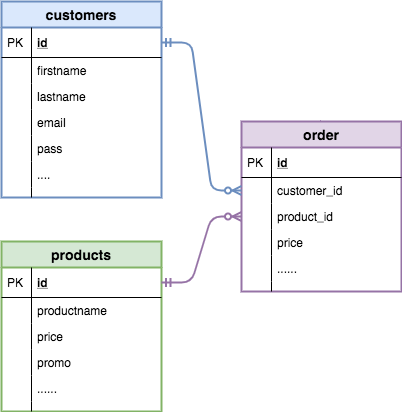 customers
PK id
firstname
lastname
email
pass
....
order
PK id
customer_id
product_id
price
......
products
PK id
productname
price
promo
......